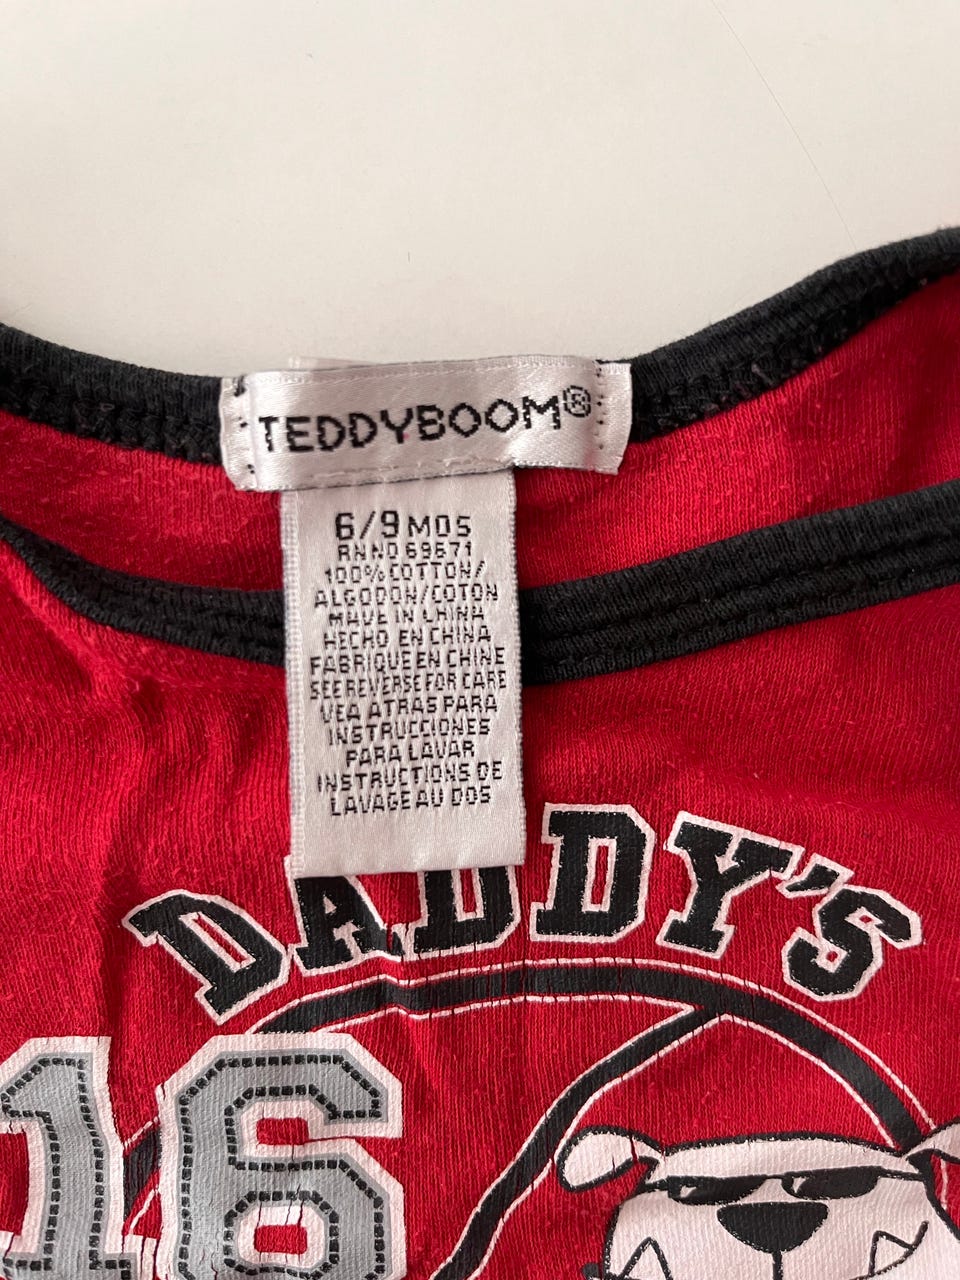 TEDDYBOOM®
6/9 MOS
RN NO 69671
100% COTTON/
ALGODON/COTON
MADE IN CHINA
HECHO EN CHINA
FABRIQUE EN CHINE
SEE REVERSE FOR CARE
VEA ATRAS PARA
INSTRUCCIONES
PARA LAVAR
INSTRUCTIONS DE
LAVAGE AU DOS
DADDY'S
16